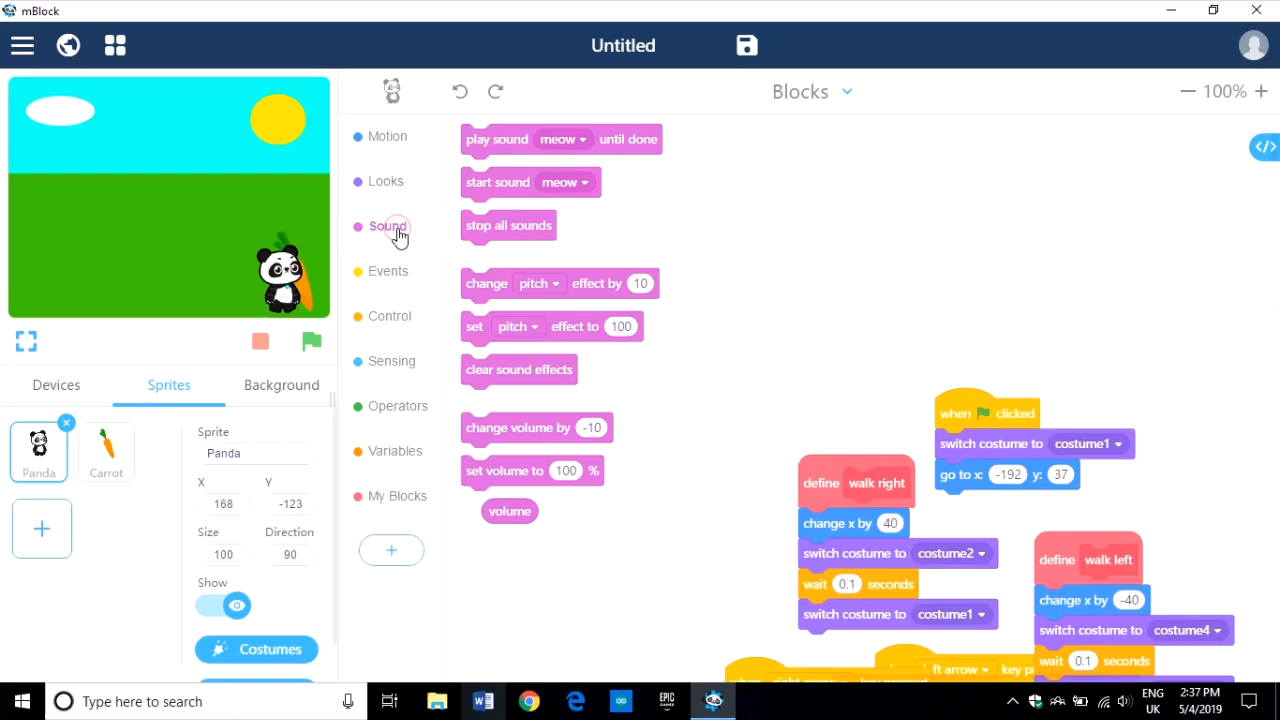 mBlock
Untitled
Blocks
100%
Motion
Looks
Sound
Events
Control
Sensing
Operators
Variables
My Blocks
play sound meow until done
start sound meow
stop all sounds
change pitch effect by 10
set pitch effect to 100
clear sound effects
change volume by -10
set volume to 100 %
volume
when clicked
switch costume to costume1
go to x: -192 y: 37
define walk right
change x by 40
switch costume to costume2
wait 0.1 seconds
switch costume to costume1
define walk left
change x by -40
switch costume to costume4
wait 0.1 seconds
Devices
Sprites
Background
Panda
Carrot
Sprite
Panda
X
Y
168
-123
Size
Direction
100
90
Show
Costumes
Type here to search
EPIC GAMES
ENG
UK
2:37 PM
5/4/2019